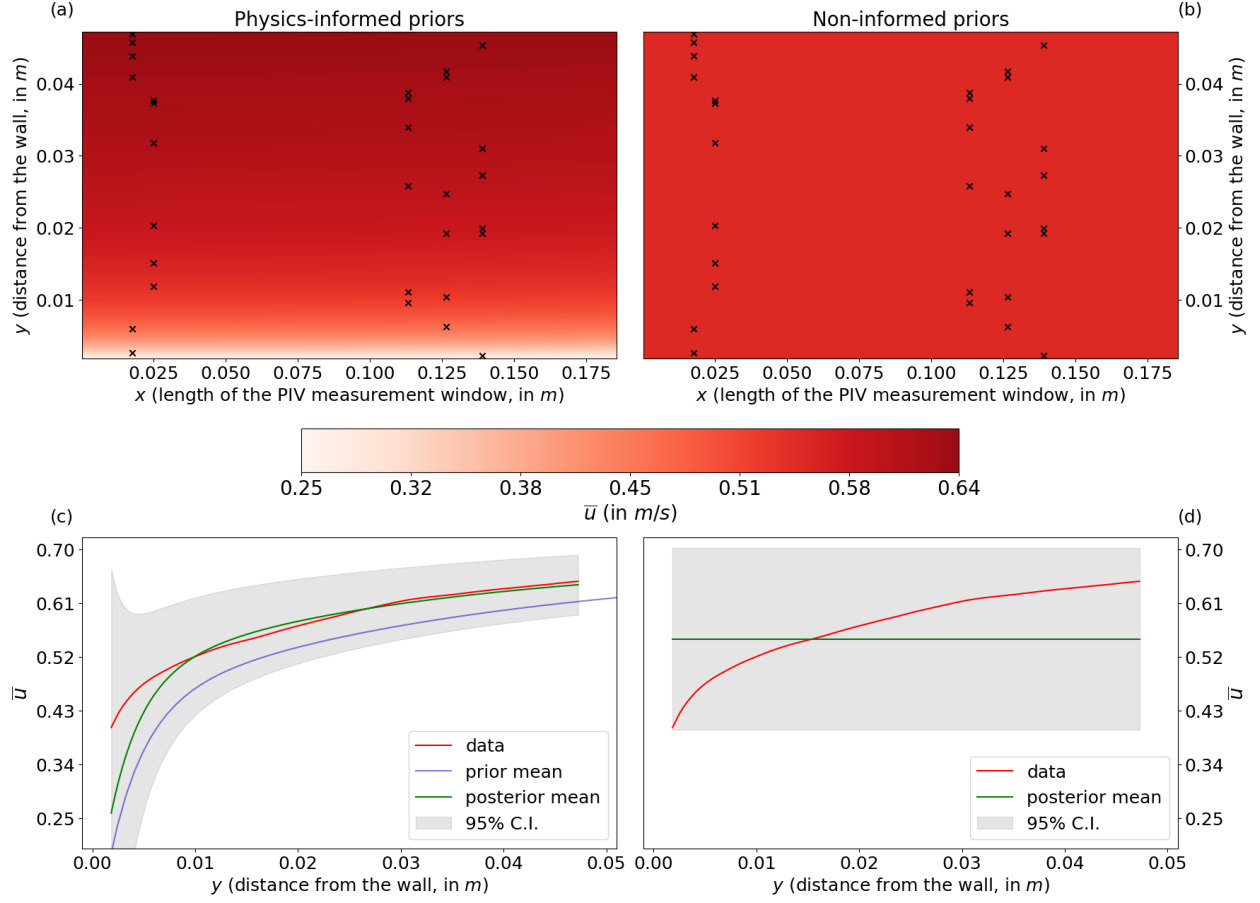 (a)
Physics-informed priors
Non-informed priors
(b)
y (distance from the wall, in m)
0.04
0.03
0.02
0.01
0.04
0.03
0.02
0.01
y (distance from the wall, in m)
0.025 0.050 0.075 0.100 0.125 0.150 0.175
0.025 0.050 0.075 0.100 0.125 0.150 0.175
x (length of the PIV measurement window, in m)
x (length of the PIV measurement window, in m)
0.25 0.32 0.38 0.45 0.51 0.58 0.64
u̅ (in m/s)
(c)
(d)
u̅
0.70
0.61
0.52
0.43
0.34
0.25
data
prior mean
posterior mean
95% C.I.
0.00 0.01 0.02 0.03 0.04 0.05
y (distance from the wall, in m)
data
posterior mean
95% C.I.
0.70
0.61
0.52
0.43
0.34
0.25
u̅
0.00 0.01 0.02 0.03 0.04 0.05
y (distance from the wall, in m)